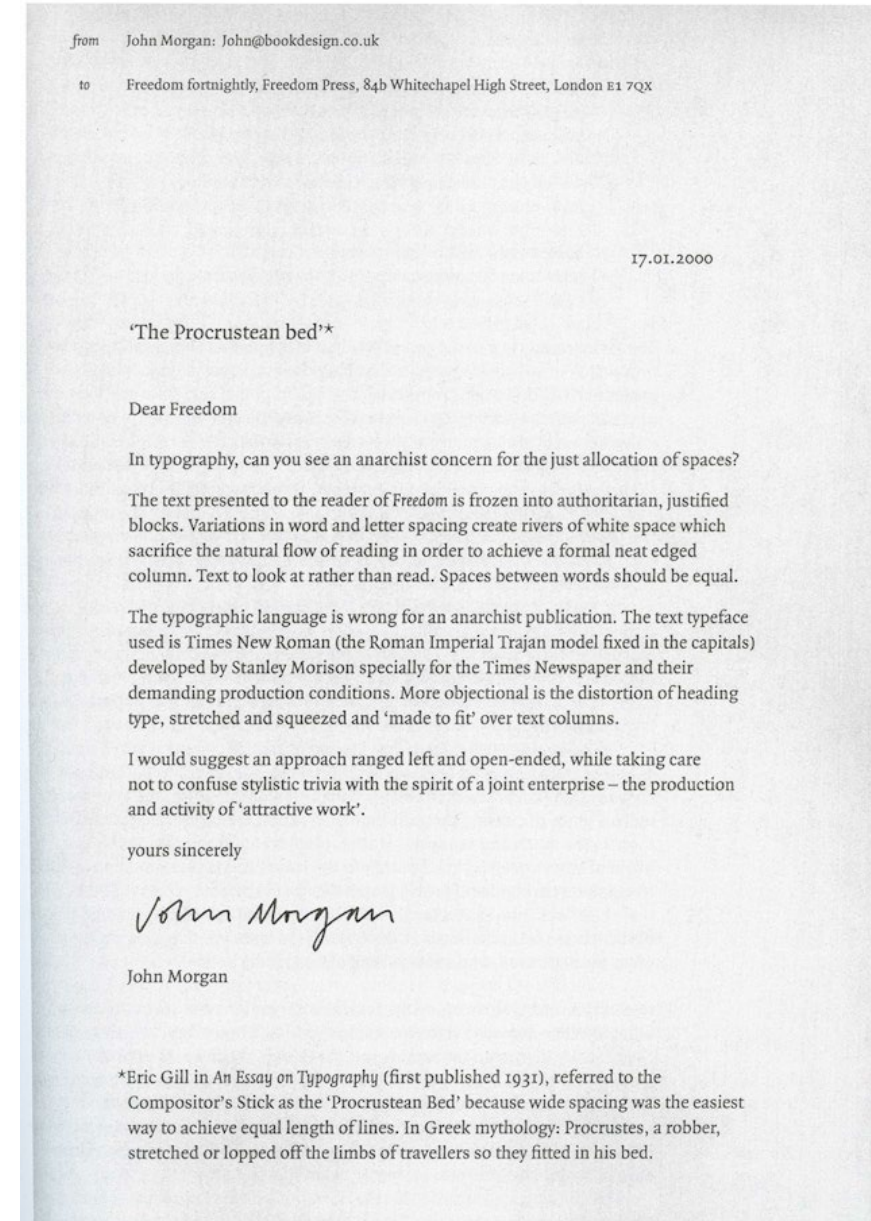 from John Morgan: John@bookdesign.co.uk
to Freedom fortnightly, Freedom Press, 84b Whitechapel High Street, London E1 7QX
17.01.2000
‘The Procrustean bed’*
Dear Freedom
In typography, can you see an anarchist concern for the just allocation of spaces?
The text presented to the reader of Freedom is frozen into authoritarian, justified
blocks. Variations in word and letter spacing create rivers of white space which
sacrifice the natural flow of reading in order to achieve a formal neat edged
column. Text to look at rather than read. Spaces between words should be equal.
The typographic language is wrong for an anarchist publication. The text typeface
used is Times New Roman (the Roman Imperial Trajan model fixed in the capitals)
developed by Stanley Morison specially for the Times Newspaper and their
demanding production conditions. More objectional is the distortion of heading
type, stretched and squeezed and ‘made to fit’ over text columns.
I would suggest an approach ranged left and open-ended, while taking care
not to confuse stylistic trivia with the spirit of a joint enterprise – the production
and activity of ‘attractive work’.
yours sincerely
John Morgan
John Morgan
*Eric Gill in An Essay on Typography (first published 1931), referred to the
Compositor’s Stick as the ‘Procrustean Bed’ because wide spacing was the easiest
way to achieve equal length of lines. In Greek mythology: Procrustes, a robber,
stretched or lopped off the limbs of travellers so they fitted in his bed.